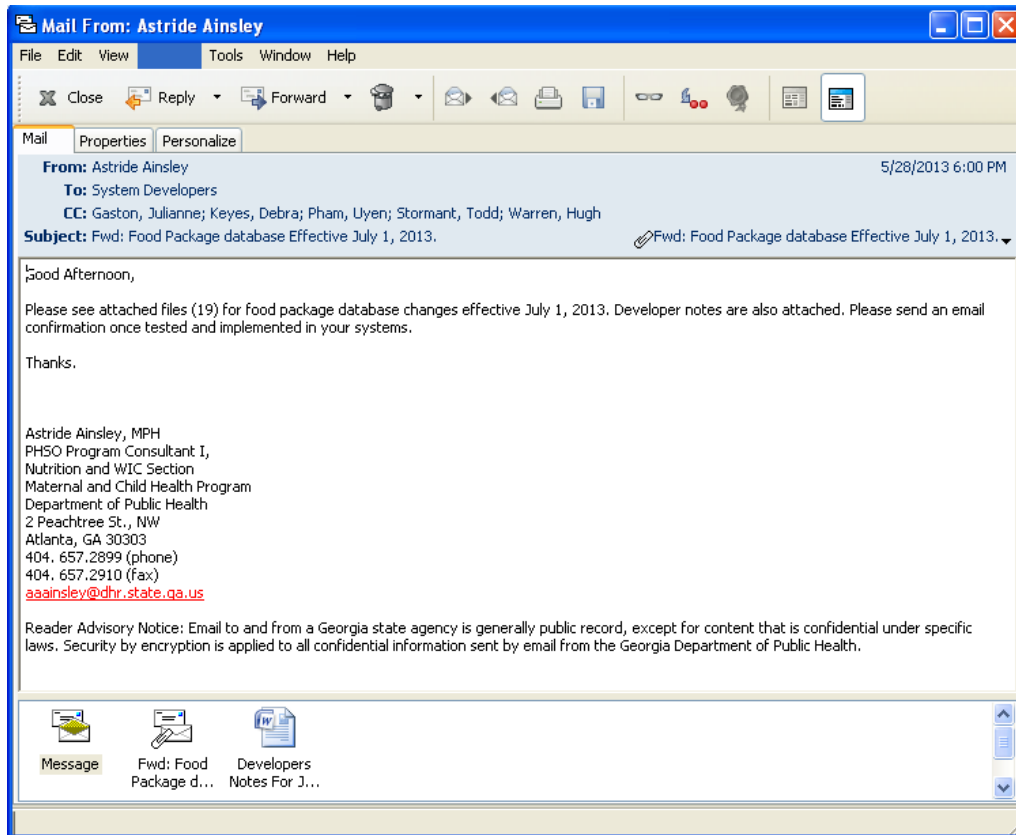 Mail From: Astride Ainsley
File Edit View Tools Window Help
Close Reply Forward
Mail Properties Personalize
From: Astride Ainsley 5/28/2013 6:00 PM
To: System Developers
CC: Gaston, Julianne; Keyes, Debra; Pham, Uyen; Stormant, Todd; Warren, Hugh
Subject: Fwd: Food Package database Effective July 1, 2013. Fwd: Food Package database Effective July 1, 2013.
Good Afternoon,
Please see attached files (19) for food package database changes effective July 1, 2013. Developer notes are also attached. Please send an email
confirmation once tested and implemented in your systems.
Thanks.
Astride Ainsley, MPH
PHSO Program Consultant I,
Nutrition and WIC Section
Maternal and Child Health Program
Department of Public Health
2 Peachtree St., NW
Atlanta, GA 30303
404. 657.2899 (phone)
404. 657.2910 (fax)
aaainsley@dhr.state.ga.us
Reader Advisory Notice: Email to and from a Georgia state agency is generally public record, except for content that is confidential under specific
laws. Security by encryption is applied to all confidential information sent by email from the Georgia Department of Public Health.
Message Fwd: Food Developers
Package d... Notes For J...